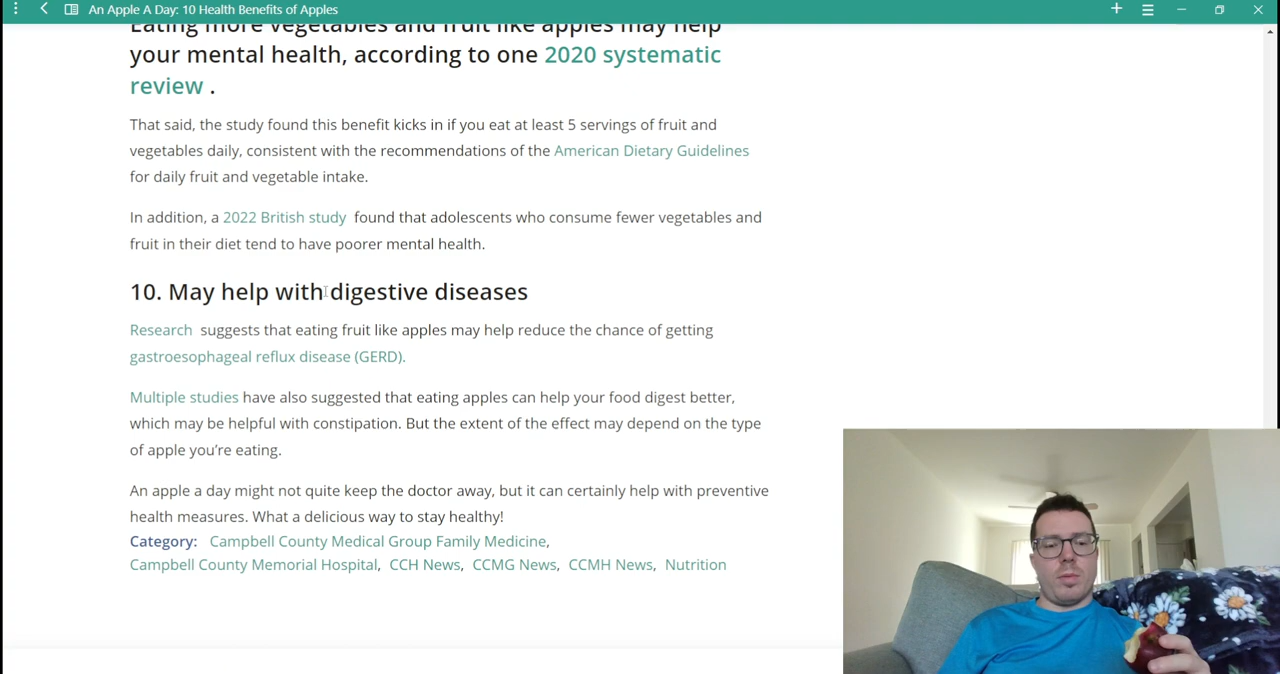 An Apple A Day: 10 Health Benefits of Apples
Eating more vegetables and fruit like apples may help
your mental health, according to one 2020 systematic
review .
That said, the study found this benefit kicks in if you eat at least 5 servings of fruit and
vegetables daily, consistent with the recommendations of the American Dietary Guidelines
for daily fruit and vegetable intake.
In addition, a 2022 British study found that adolescents who consume fewer vegetables and
fruit in their diet tend to have poorer mental health.
10. May help with digestive diseases
Research suggests that eating fruit like apples may help reduce the chance of getting
gastroesophageal reflux disease (GERD).
Multiple studies have also suggested that eating apples can help your food digest better,
which may be helpful with constipation. But the extent of the effect may depend on the type
of apple you’re eating.
An apple a day might not quite keep the doctor away, but it can certainly help with preventive
health measures. What a delicious way to stay healthy!
Category: Campbell County Medical Group Family Medicine,
Campbell County Memorial Hospital, CCH News, CCMG News, CCMH News, Nutrition